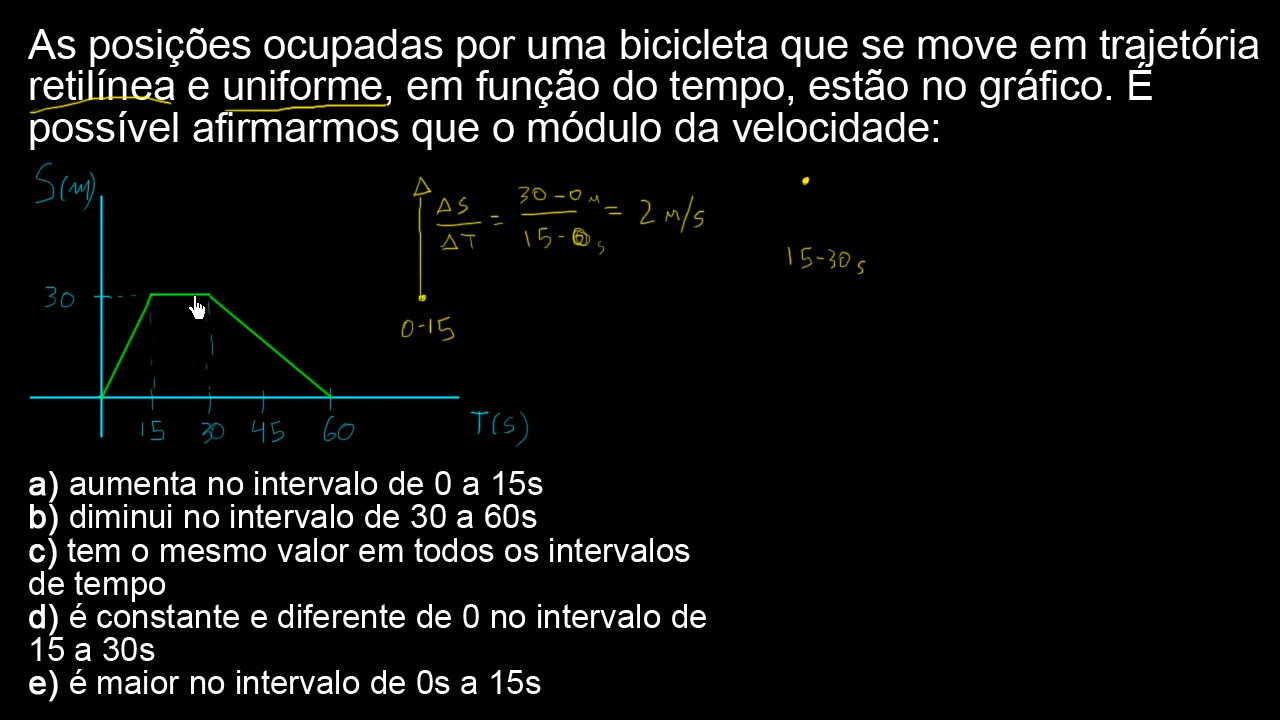 As posições ocupadas por uma bicicleta que se move em trajetória
retilínea e uniforme, em função do tempo, estão no gráfico. É
possível afirmarmos que o módulo da velocidade:
S(m)
30
15 30 45 60
T(s)
Δ
ΔS/ΔT = 30-0 m/15-0 s = 2 m/s
0-15
15-30s
a) aumenta no intervalo de 0 a 15s
b) diminui no intervalo de 30 a 60s
c) tem o mesmo valor em todos os intervalos
de tempo
d) é constante e diferente de 0 no intervalo de
15 a 30s
e) é maior no intervalo de 0s a 15s